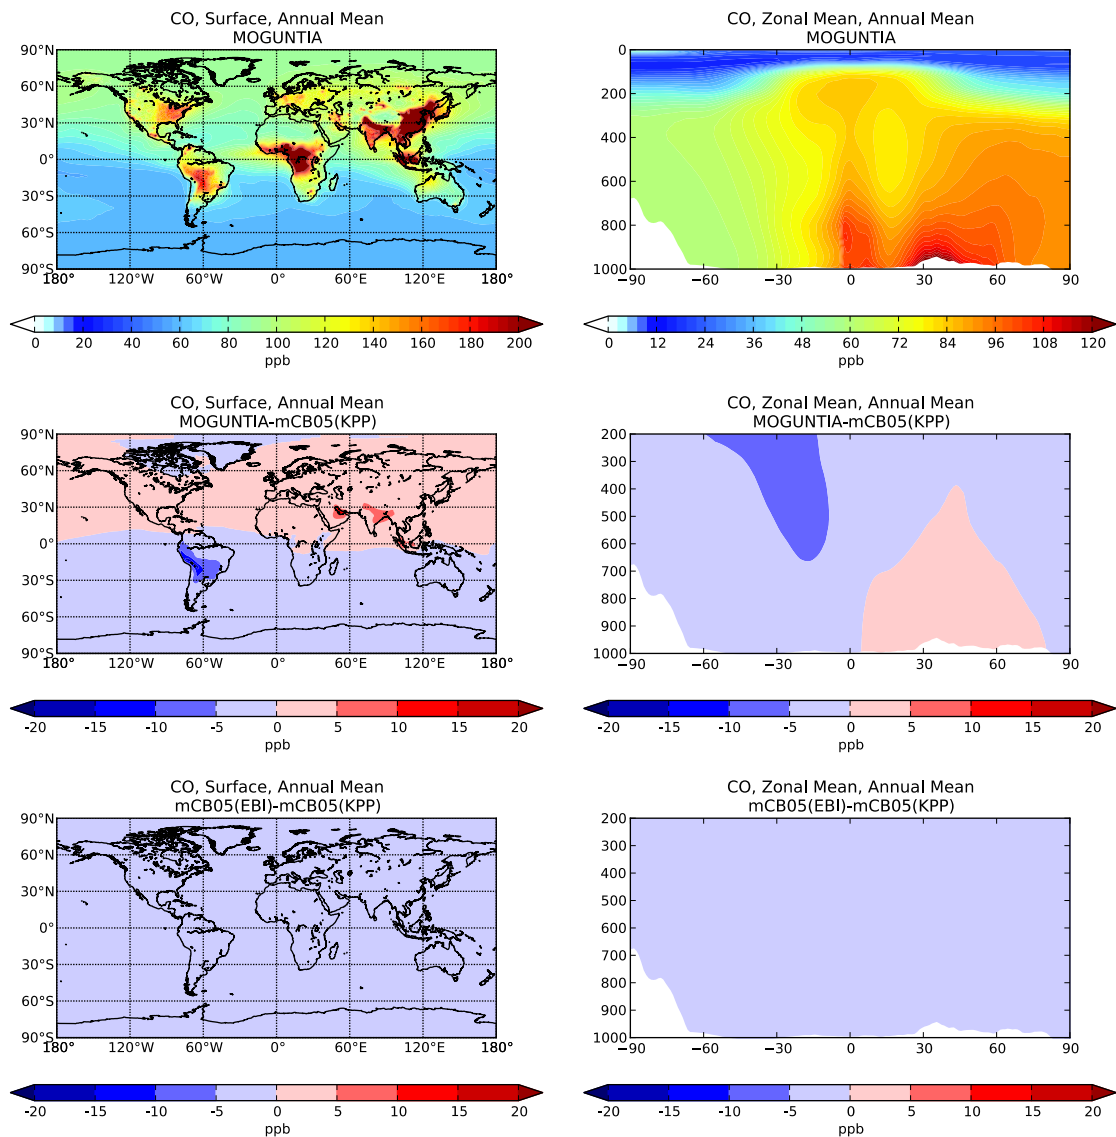 CO, Surface, Annual Mean
MOGUNTIA
90°N
60°N
30°N
0°
30°S
60°S
90°S
180° 120°W 60°W 0° 60°E 120°E 180°
0 20 40 60 80 100 120 140 160 180 200
ppb
CO, Zonal Mean, Annual Mean
MOGUNTIA
0
200
400
600
800
1000
−90 −60 −30 0 30 60 90
0 12 24 36 48 60 72 84 96 108 120
ppb
CO, Surface, Annual Mean
MOGUNTIA-mCB05(KPP)
90°N
60°N
30°N
0°
30°S
60°S
90°S
180° 120°W 60°W 0° 60°E 120°E 180°
-20 -15 -10 -5 0 5 10 15 20
ppb
CO, Zonal Mean, Annual Mean
MOGUNTIA-mCB05(KPP)
200
300
400
500
600
700
800
900
1000
−90 −60 −30 0 30 60 90
-20 -15 -10 -5 0 5 10 15 20
ppb
CO, Surface, Annual Mean
mCB05(EBI)-mCB05(KPP)
90°N
60°N
30°N
0°
30°S
60°S
90°S
180° 120°W 60°W 0° 60°E 120°E 180°
-20 -15 -10 -5 0 5 10 15 20
ppb
CO, Zonal Mean, Annual Mean
mCB05(EBI)-mCB05(KPP)
200
300
400
500
600
700
800
900
1000
−90 −60 −30 0 30 60 90
-20 -15 -10 -5 0 5 10 15 20
ppb